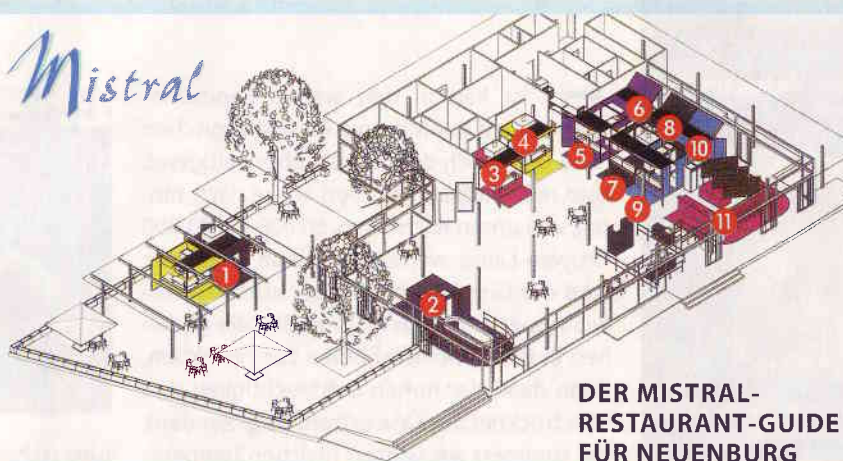 Mistral
1
2
3
4
5
6
7
8
9
10
11
DER MISTRAL-
RESTAURANT-GUIDE
FÜR NEUENBURG